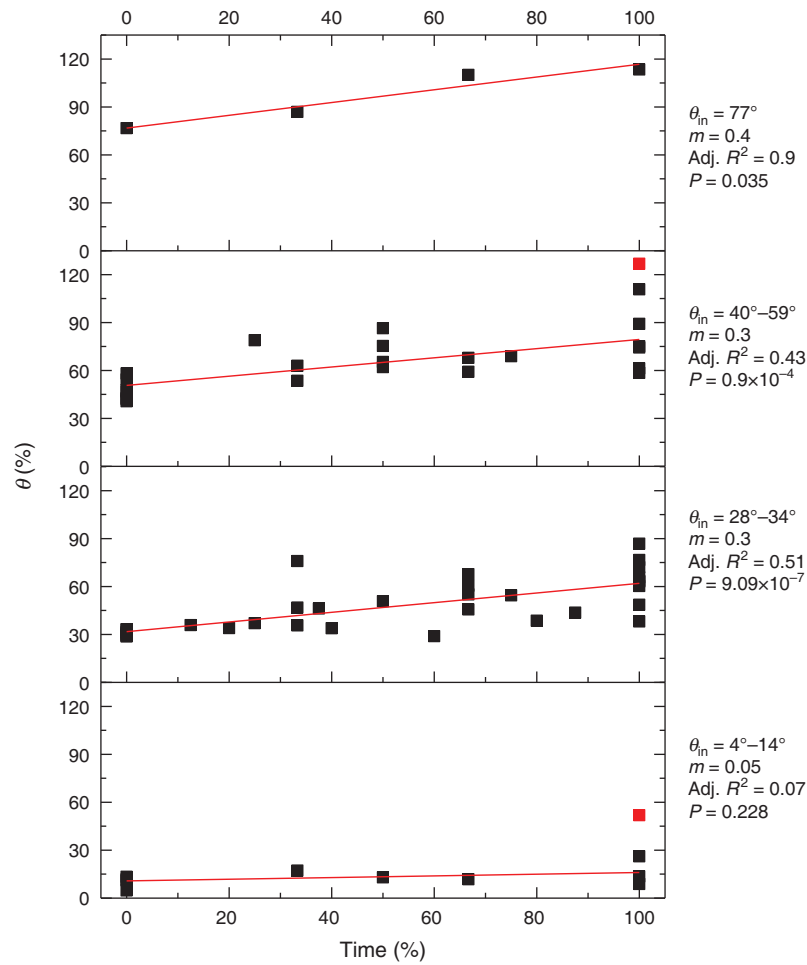 0 20 40 60 80 100
120
90
60
30
0
θin = 77°
m = 0.4
Adj. R² = 0.9
P = 0.035
120
90
60
30
0
θin = 40°–59°
m = 0.3
Adj. R² = 0.43
P = 0.9×10⁻⁴
θ (%)
120
90
60
30
0
θin = 28°–34°
m = 0.3
Adj. R² = 0.51
P = 9.09×10⁻⁷
120
90
60
30
0
θin = 4°–14°
m = 0.05
Adj. R² = 0.07
P = 0.228
0 20 40 60 80 100
Time (%)